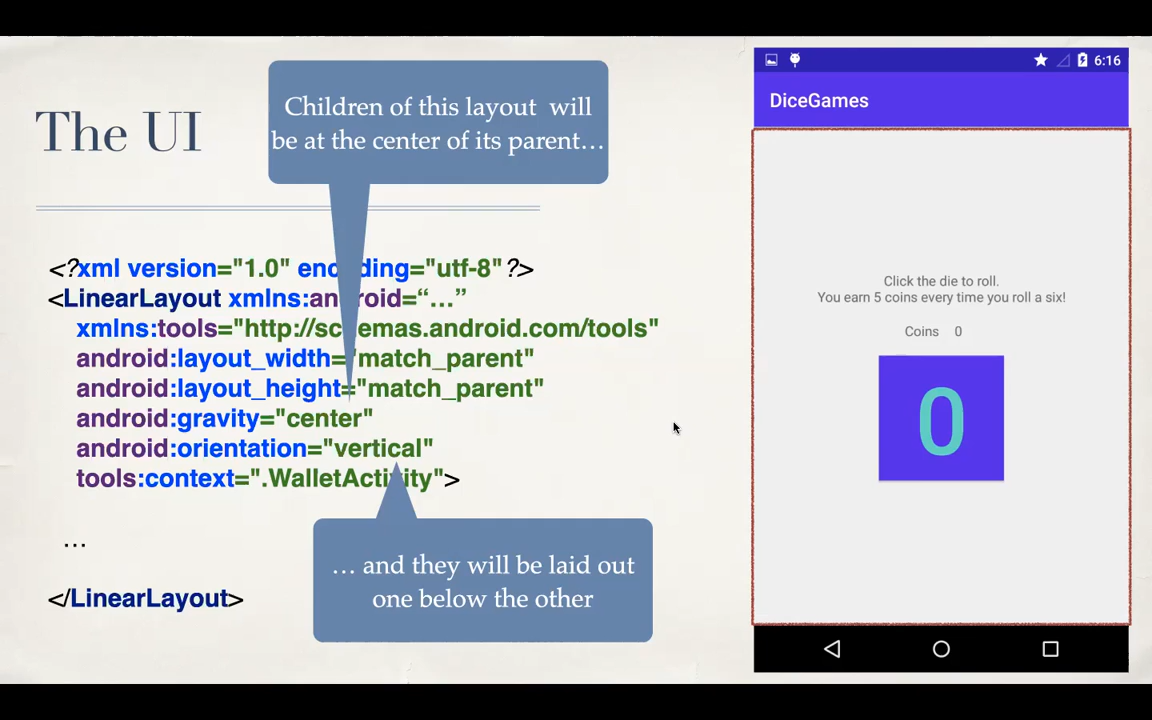 The UI
Children of this layout will
be at the center of its parent…
<?xml version="1.0" encoding="utf-8"?>
<LinearLayout xmlns:android=“…”
xmlns:tools="http://schemas.android.com/tools"
android:layout_width="match_parent"
android:layout_height="match_parent"
android:gravity="center"
android:orientation="vertical"
tools:context=".WalletActivity">
…
</LinearLayout>
… and they will be laid out
one below the other
6:16
DiceGames
Click the die to roll.
You earn 5 coins every time you roll a six!
Coins 0
0